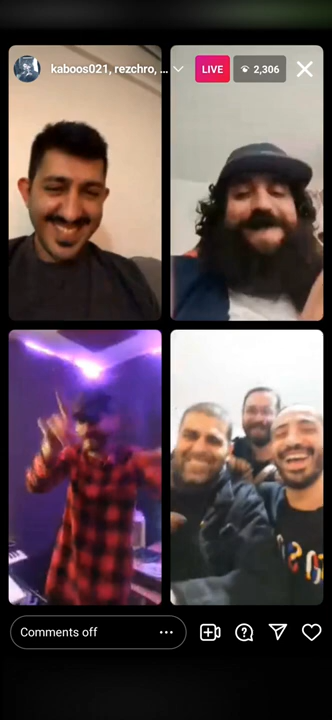 kaboos021, rezchro, ...
LIVE
2,306
Comments off